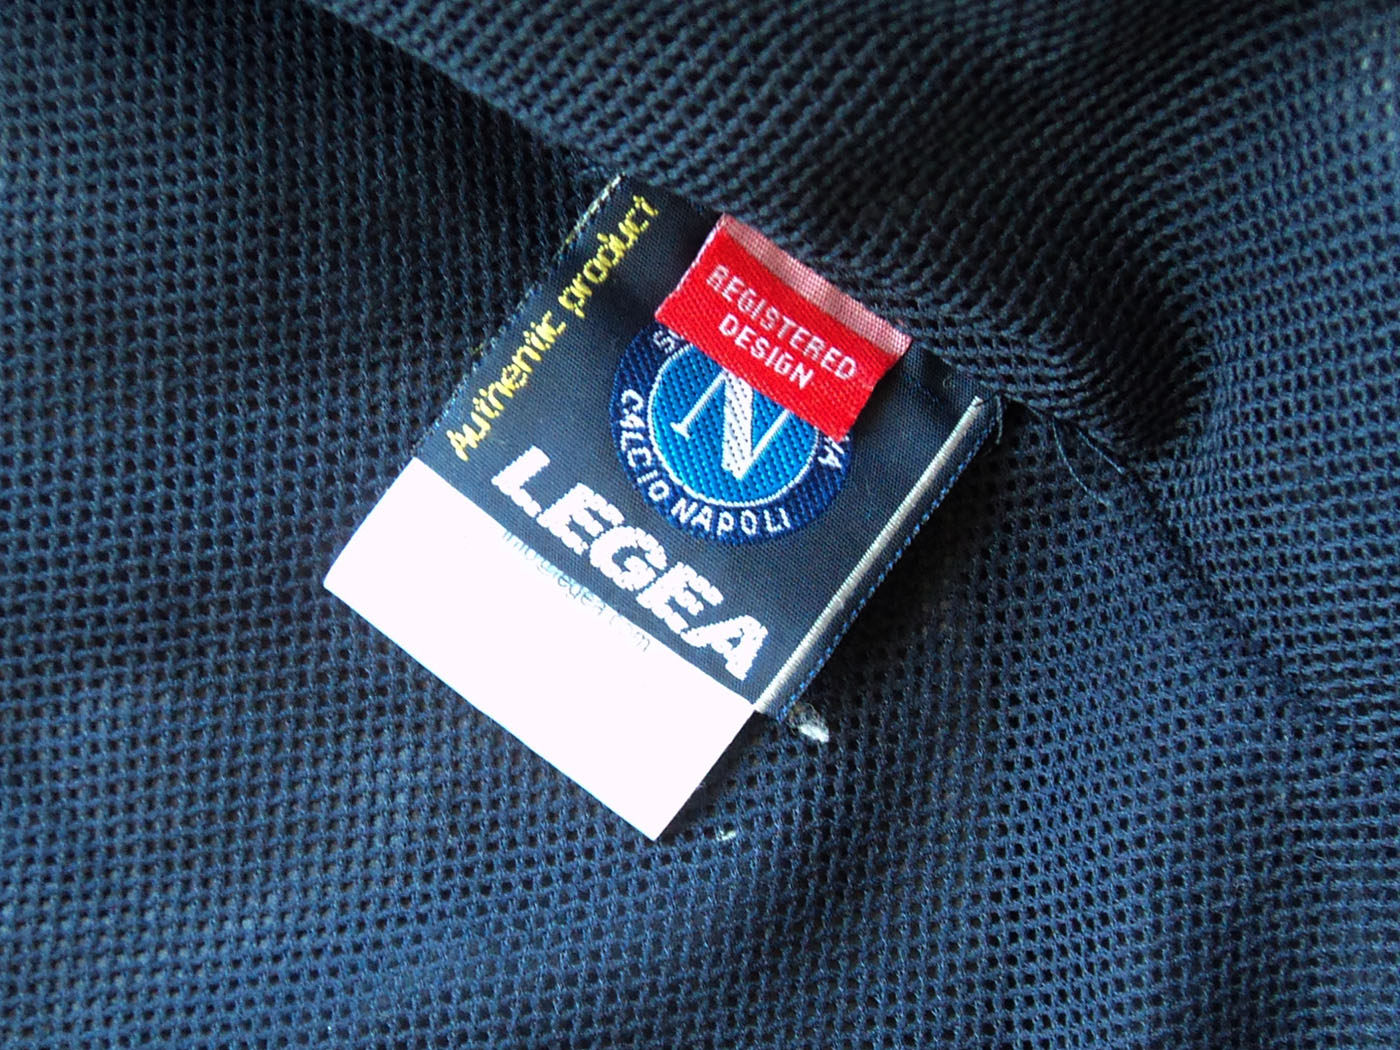 Authentic product
REGISTERED
DESIGN
N
CALCIO NAPOLI
LEGEA